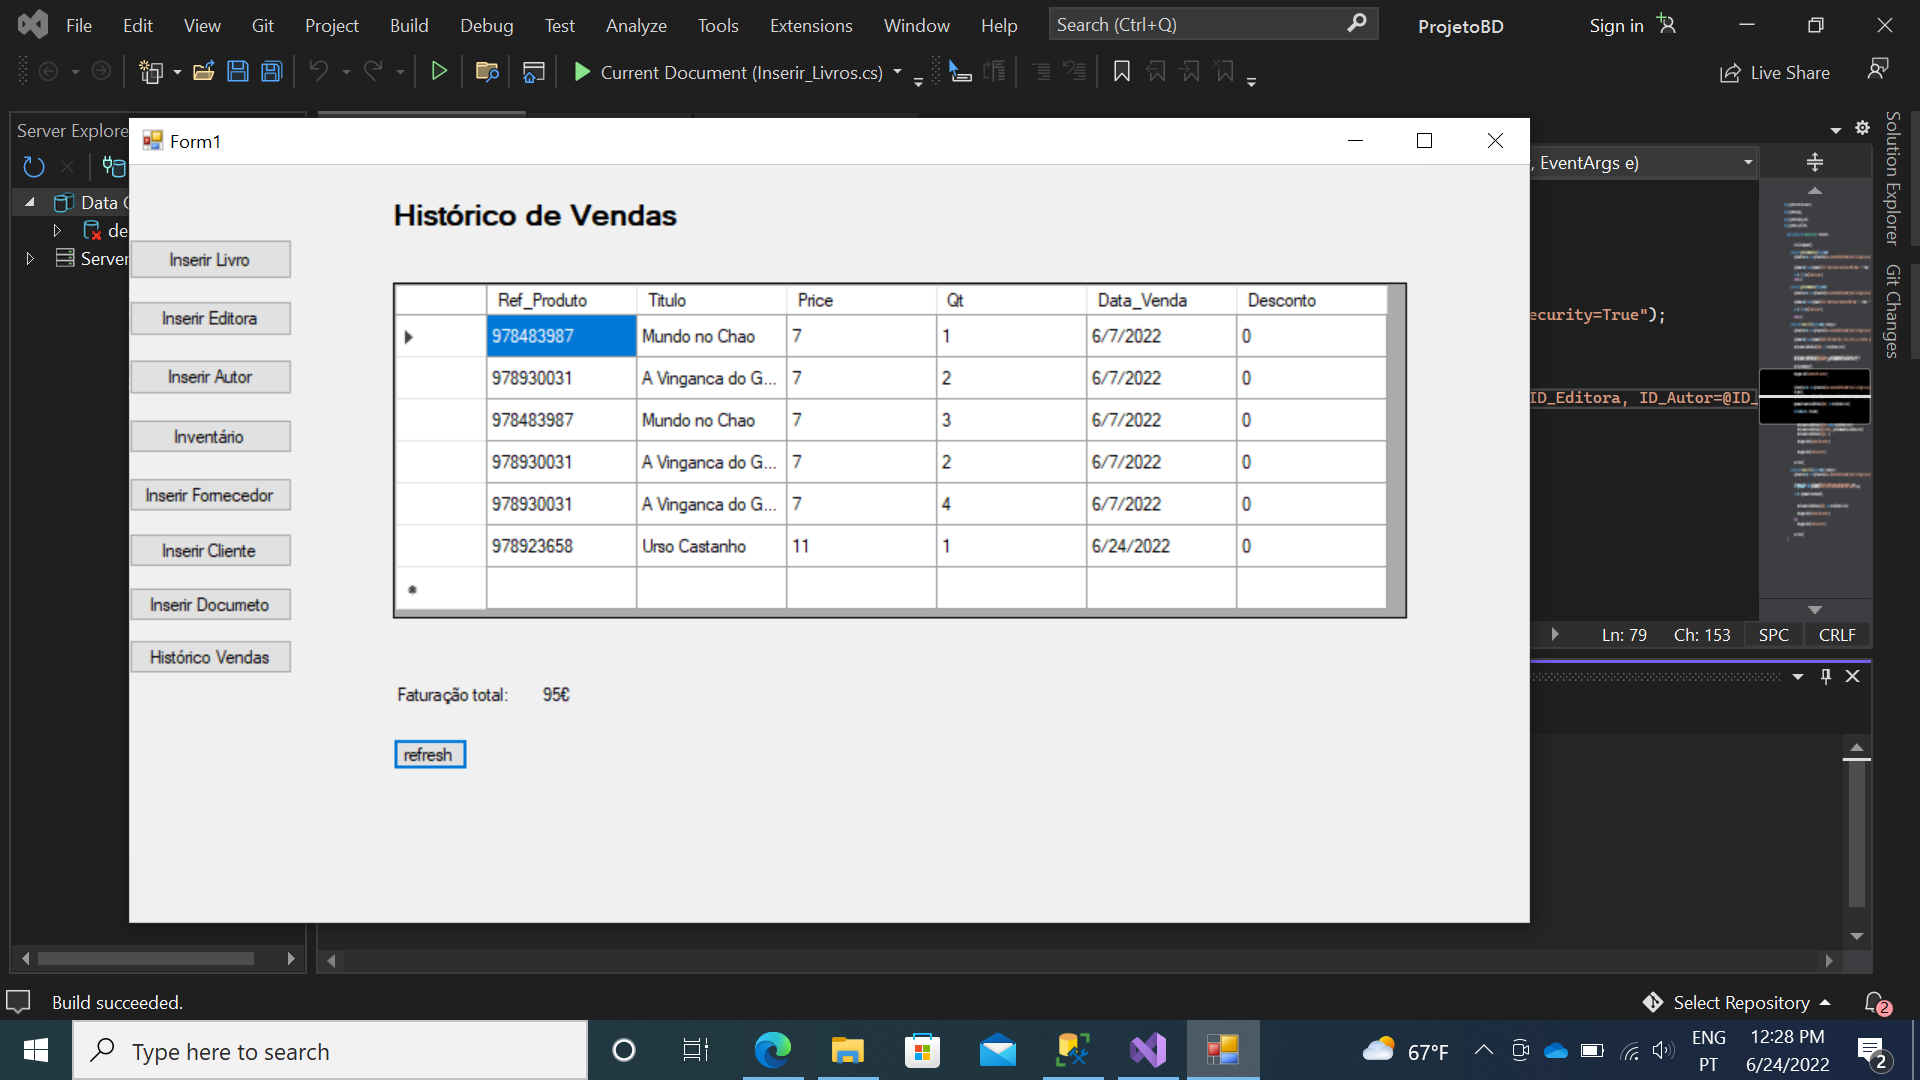 File Edit View Git Project Build Debug Test Analyze Tools Extensions Window Help Search (Ctrl+Q) ProjetoBD Sign in
Current Document (Inserir_Livros.cs) Live Share
Server Explore
Data
de
Server
Form1
Histórico de Vendas
Inserir Livro
Inserir Editora
Inserir Autor
Inventário
Inserir Fornecedor
Inserir Cliente
Inserir Documeto
Histórico Vendas
Ref_Produto Titulo Price Qt Data_Venda Desconto
978483987 Mundo no Chao 7 1 6/7/2022 0
978930031 A Vinganca do G... 7 2 6/7/2022 0
978483987 Mundo no Chao 7 3 6/7/2022 0
978930031 A Vinganca do G... 7 2 6/7/2022 0
978930031 A Vinganca do G... 7 4 6/7/2022 0
978923658 Urso Castanho 11 1 6/24/2022 0
Faturação total: 95€
refresh
, EventArgs e)
ecurity=True");
ID_Editora, ID_Autor=@ID_
Ln: 79 Ch: 153 SPC CRLF
Solution Explorer
Git Changes
Build succeeded.
Select Repository 2
Type here to search
67°F
ENG
PT
12:28 PM
6/24/2022
2